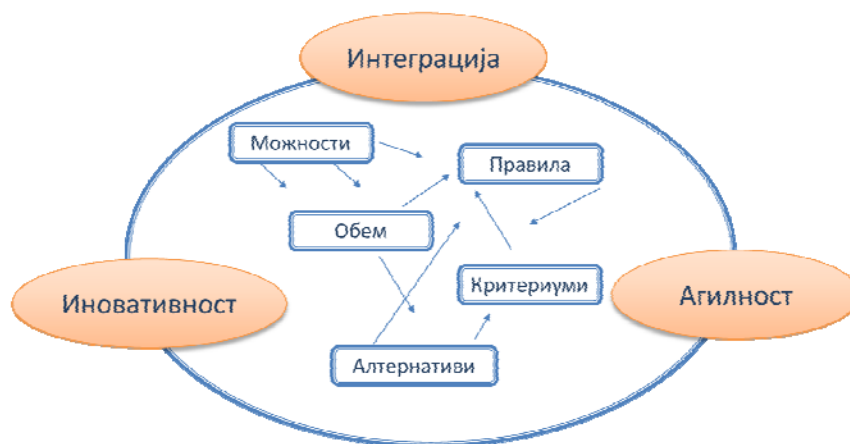 Интеграција
Можности
Правила
Обем
Критериуми
Иновативност
Агилност
Алтернативи